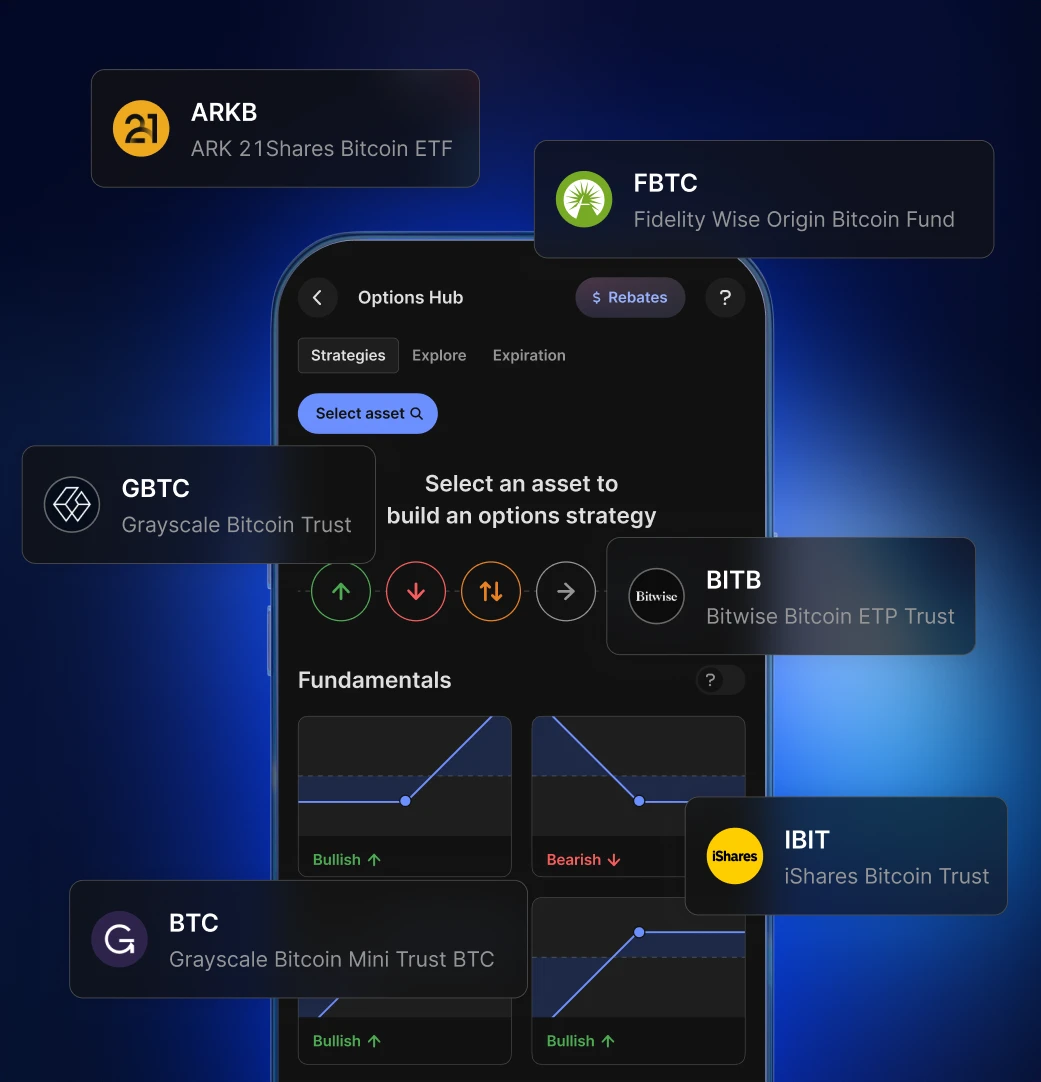 21
ARKB
ARK 21Shares Bitcoin ETF
FBTC
Fidelity Wise Origin Bitcoin Fund
Options Hub
$ Rebates
?
Strategies
Explore
Expiration
Select asset
GBTC
Grayscale Bitcoin Trust
Select an asset to
build an options strategy
Bitwise
BITB
Bitwise Bitcoin ETP Trust
Fundamentals
?
Bullish
Bearish
iShares
IBIT
iShares Bitcoin Trust
G
BTC
Grayscale Bitcoin Mini Trust BTC
Bullish
Bullish